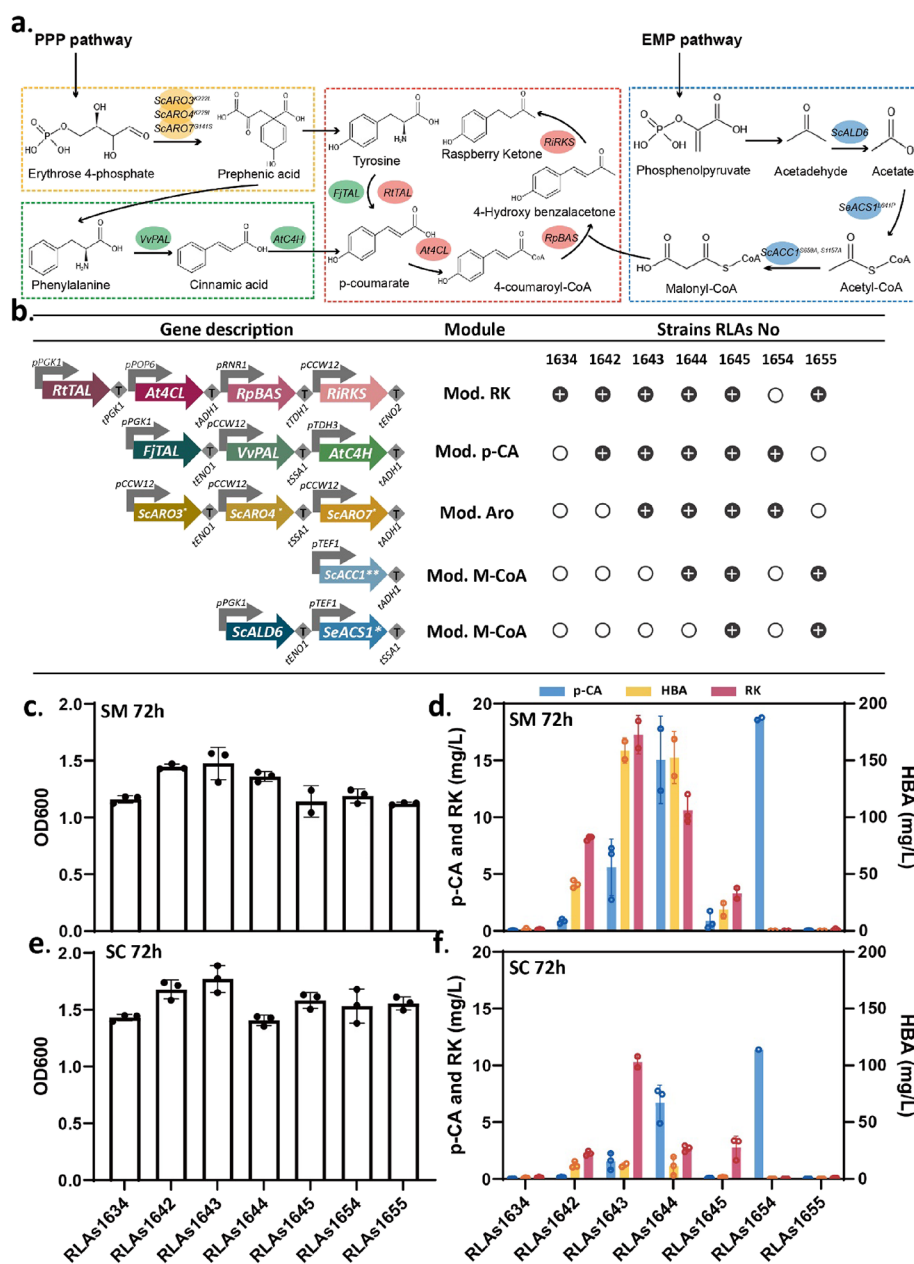 a.
PPP pathway
EMP pathway
ScARO3K222L
ScARO4K229L
ScARO7G141S
Erythrose 4-phosphate
Prephenic acid
VvPAL
AtC4H
Phenylalanine
Cinnamic acid
Tyrosine
Raspberry Ketone
RiRKS
FjTAL
RtTAL
4-Hydroxy benzalacetone
At4CL
RpBAS
p-coumarate
4-coumaroyl-CoA
Phosphenolpyruvate
Acetadehyde
ScALD6
Acetate
SeACS1L641P
ScACC1S659A, S1157A
Malonyl-CoA
Acetyl-CoA
b.
Gene description Module Strains RLAs No
1634 1642 1643 1644 1645 1654 1655
pPGK1 pPOP6 pRNR1 pCCW12
RtTAL T At4CL T RpBAS T RiRKS T Mod. RK
tPGK1 tADH1 tTDH1 tENO2
pPGK1 pCCW12 pTDH3
FjTAL T VvPAL T AtC4H T Mod. p-CA
tENO1 tSSA1 tADH1
pCCW12 pCCW12 pCCW12
ScARO3* T ScARO4* T ScARO7* T Mod. Aro
tENO1 tSSA1 tADH1
pTEF1
ScACC1** T Mod. M-CoA
tADH1
pPGK1 pTEF1
ScALD6 T SeACS1* T Mod. M-CoA
tENO1 tSSA1
c.
SM 72h
OD600
2.0
1.5
1.0
0.5
0.0
d.
p-CA HBA RK
SM 72h
p-CA and RK (mg/L)
20
15
10
5
0
HBA (mg/L)
200
150
100
50
0
e.
SC 72h
OD600
2.0
1.5
1.0
0.5
0.0
RLAs1634 RLAs1642 RLAs1643 RLAs1644 RLAs1645 RLAs1654 RLAs1655
f.
SC 72h
p-CA and RK (mg/L)
20
15
10
5
0
HBA (mg/L)
200
150
100
50
0
RLAs1634 RLAs1642 RLAs1643 RLAs1644 RLAs1645 RLAs1654 RLAs1655